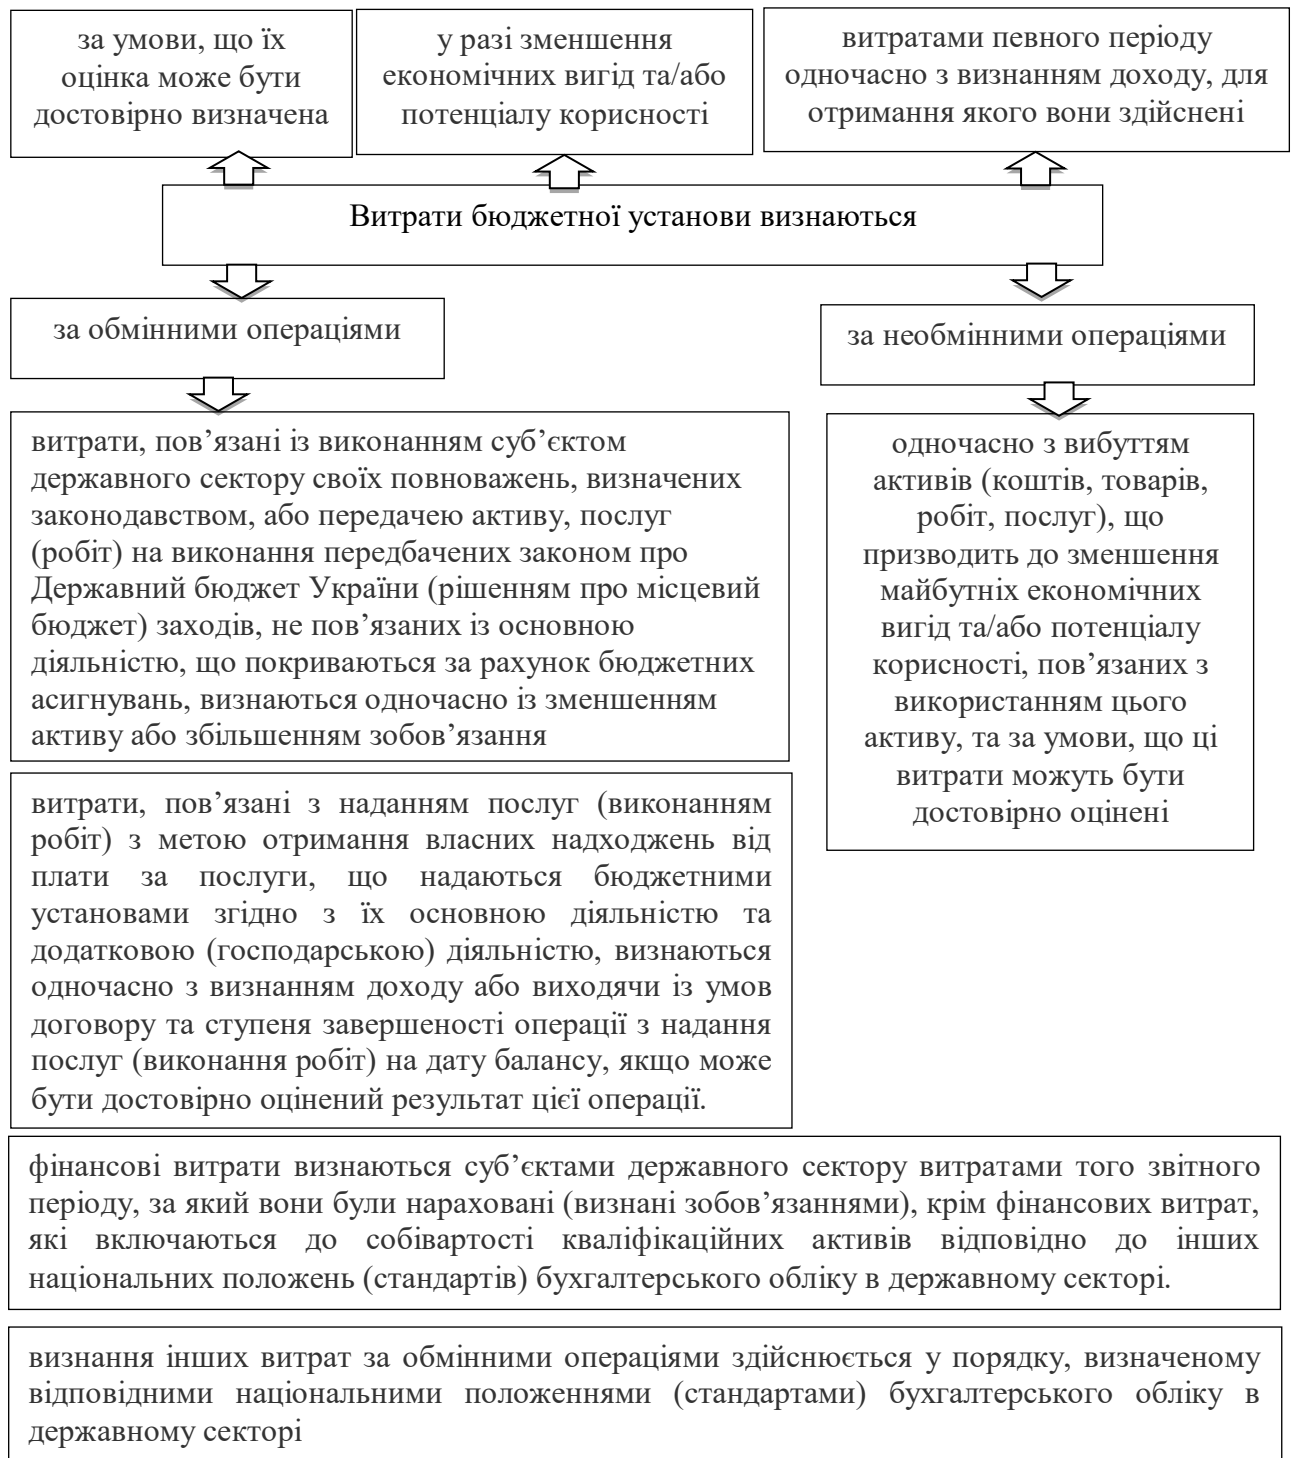 за умови, що їх
оцінка може бути
достовірно визначена
у разі зменшення
економічних вигід та/або
потенціалу корисності
витратами певного періоду
одночасно з визнанням доходу, для
отримання якого вони здійснені
Витрати бюджетної установи визнаються
за обмінними операціями
за необмінними операціями
витрати, пов’язані із виконанням суб’єктом
державного сектору своїх повноважень, визначених
законодавством, або передачею активу, послуг
(робіт) на виконання передбачених законом про
Державний бюджет України (рішенням про місцевий
бюджет) заходів, не пов’язаних із основною
діяльністю, що покриваються за рахунок бюджетних
асигнувань, визнаються одночасно із зменшенням
активу або збільшенням зобов’язання
одночасно з вибуттям
активів (коштів, товарів,
робіт, послуг), що
призводить до зменшення
майбутніх економічних
вигід та/або потенціалу
корисності, пов’язаних з
використанням цього
активу, та за умови, що ці
витрати можуть бути
достовірно оцінені
витрати, пов’язані з наданням послуг (виконанням
робіт) з метою отримання власних надходжень від
плати за послуги, що надаються бюджетними
установами згідно з їх основною діяльністю та
додатковою (господарською) діяльністю, визнаються
одночасно з визнанням доходу або виходячи із умов
договору та ступеня завершеності операції з надання
послуг (виконання робіт) на дату балансу, якщо може
бути достовірно оцінений результат цієї операції.
фінансові витрати визнаються суб’єктами державного сектору витратами того звітного
періоду, за який вони були нараховані (визнані зобов’язаннями), крім фінансових витрат,
які включаються до собівартості кваліфікаційних активів відповідно до інших
національних положень (стандартів) бухгалтерського обліку в державному секторі.
визнання інших витрат за обмінними операціями здійснюється у порядку, визначеному
відповідними національними положеннями (стандартами) бухгалтерського обліку в
державному секторі